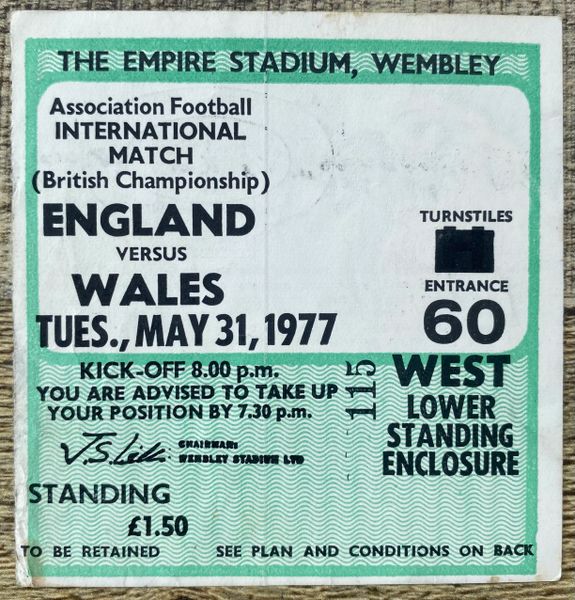 THE EMPIRE STADIUM, WEMBLEY
Association Football
INTERNATIONAL
MATCH
(British Championship)
ENGLAND
VERSUS
WALES
TUES., MAY 31, 1977
TURNSTILES
ENTRANCE
60
KICK-OFF 8.00 p.m.
YOU ARE ADVISED TO TAKE UP
YOUR POSITION BY 7.30 p.m.
CHAIRMAN:
WEMBLEY STADIUM LTD
115
WEST
LOWER
STANDING
ENCLOSURE
STANDING
£1.50
TO BE RETAINED SEE PLAN AND CONDITIONS ON BACK